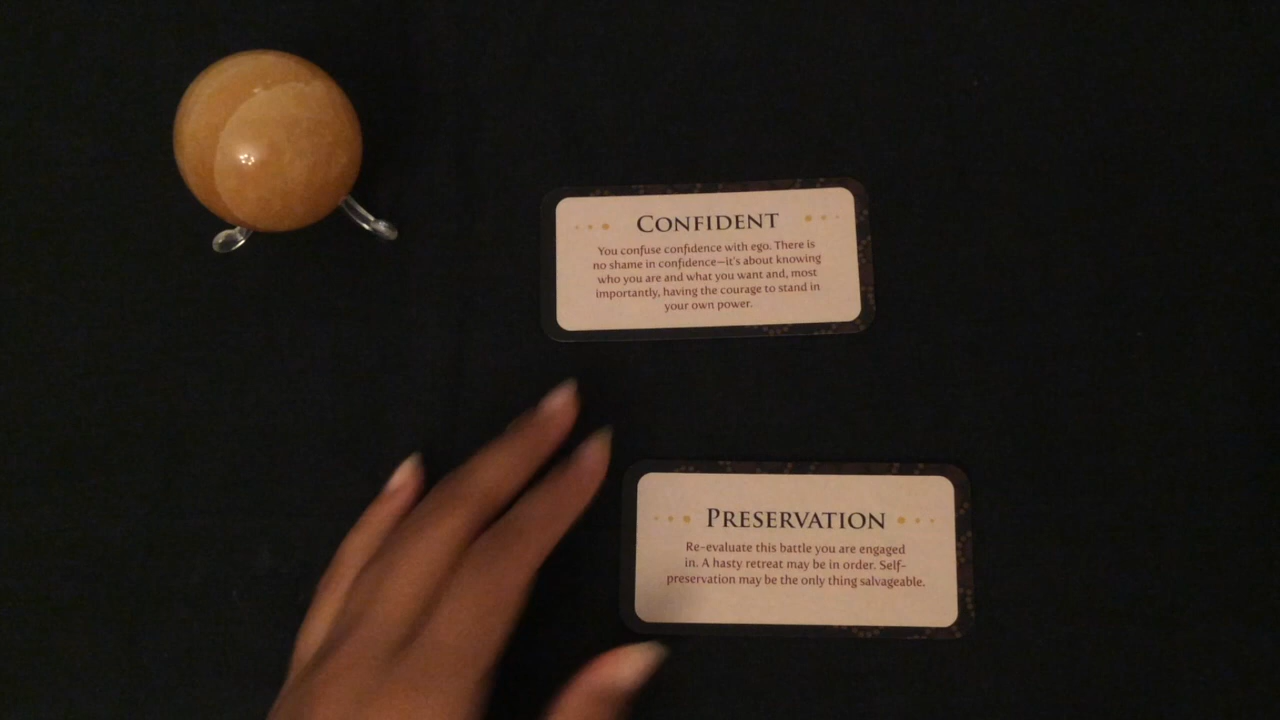 CONFIDENT
You confuse confidence with ego. There is
no shame in confidence—it's about knowing
who you are and what you want and, most
importantly, having the courage to stand in
your own power.
PRESERVATION
Re-evaluate this battle you are engaged
in. A hasty retreat may be in order. Self-
preservation may be the only thing salvageable.